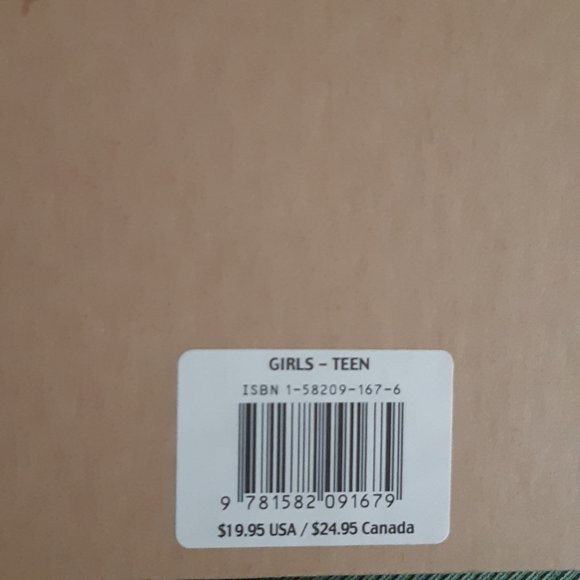 GIRLS – TEEN
ISBN 1-58209-167-6
9 781582 091679
$19.95 USA / $24.95 Canada